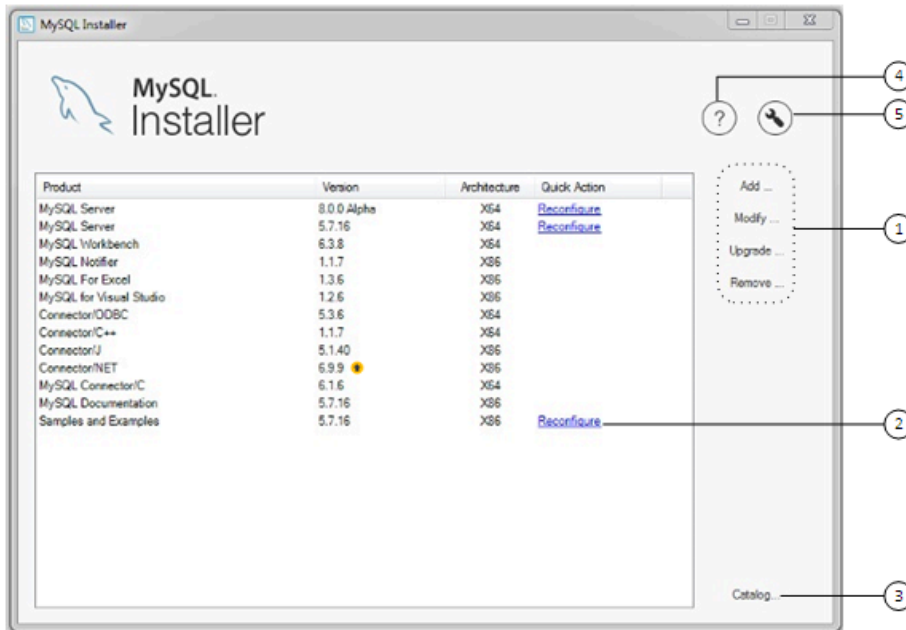 MySQL Installer
MySQL.
Installer
4
?
5
Product Version Architecture Quick Action
Add ...
MySQL Server 8.0.0 Alpha X64 Reconfigure
Modify ...
MySQL Server 5.7.16 X64 Reconfigure
1
MySQL Workbench 6.3.8 X64
Upgrade ...
MySQL Notifier 1.1.7 X86
MySQL For Excel 1.3.6 X86
Remove ...
MySQL for Visual Studio 1.2.6 X86
Connector/ODBC 5.3.6 X64
Connector/C++ 1.1.7 X64
Connector/J 5.1.40 X86
Connector/NET 6.9.9 X86
MySQL Connector/C 6.1.6 X64
MySQL Documentation 5.7.16 X86
Samples and Examples 5.7.16 X86 Reconfigure
2
Catalog...
3